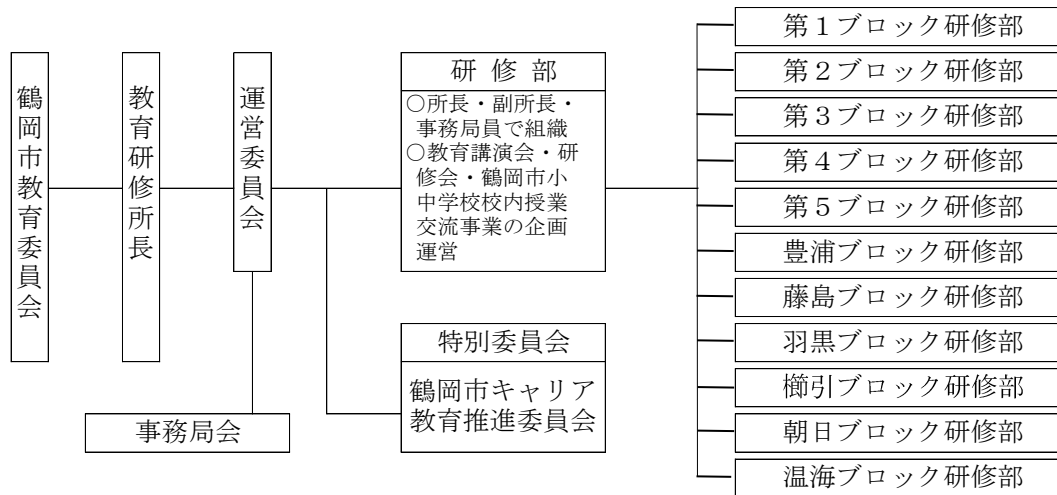 鶴岡市教育委員会
教育研修所長
運営委員会
事務局会
研修部
○所長・副所長・
事務局員で組織
○教育講演会・研
修会・鶴岡市小
中学校校内授業
交流事業の企画
運営
特別委員会
鶴岡市キャリア
教育推進委員会
第１ブロック研修部
第２ブロック研修部
第３ブロック研修部
第４ブロック研修部
第５ブロック研修部
豊浦ブロック研修部
藤島ブロック研修部
羽黒ブロック研修部
櫛引ブロック研修部
朝日ブロック研修部
温海ブロック研修部